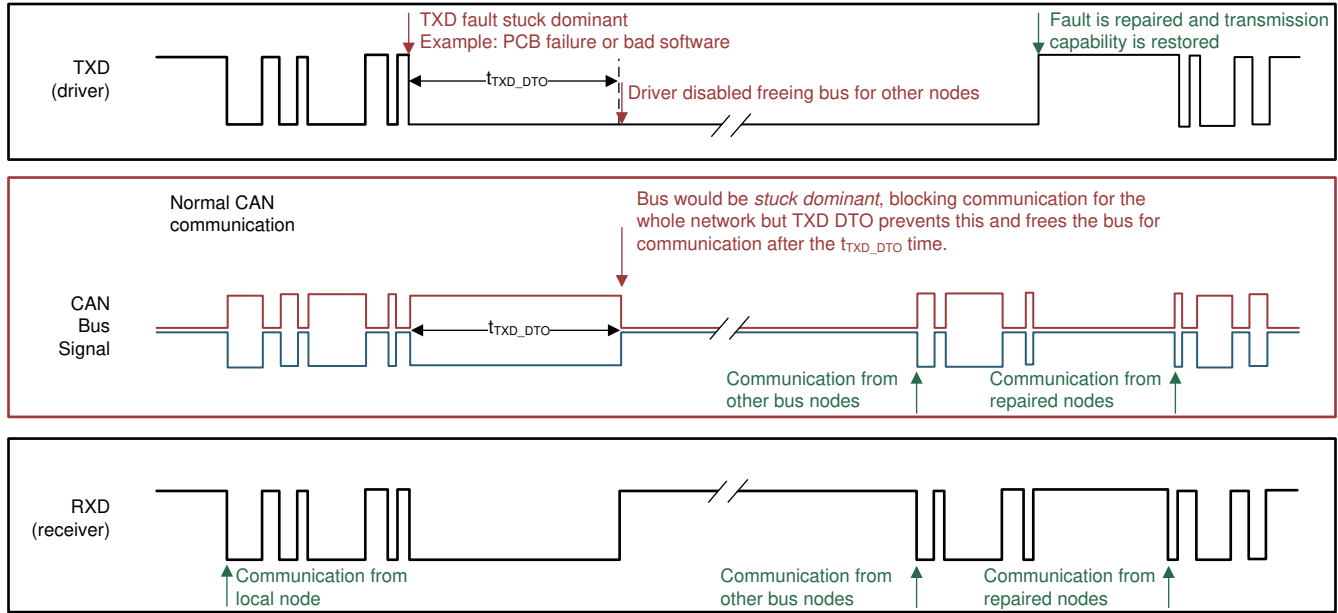 TXD fault stuck dominant
Example: PCB failure or bad software
Fault is repaired and transmission
capability is restored
TXD
(driver)
tTXD_DTO
Driver disabled freeing bus for other nodes
Normal CAN
communication
Bus would be stuck dominant, blocking communication for the
whole network but TXD DTO prevents this and frees the bus for
communication after the tTXD_DTO time.
CAN
Bus
Signal
tTXD_DTO
Communication from
other bus nodes
Communication from
repaired nodes
RXD
(receiver)
Communication from
local node
Communication from
other bus nodes
Communication from
repaired nodes